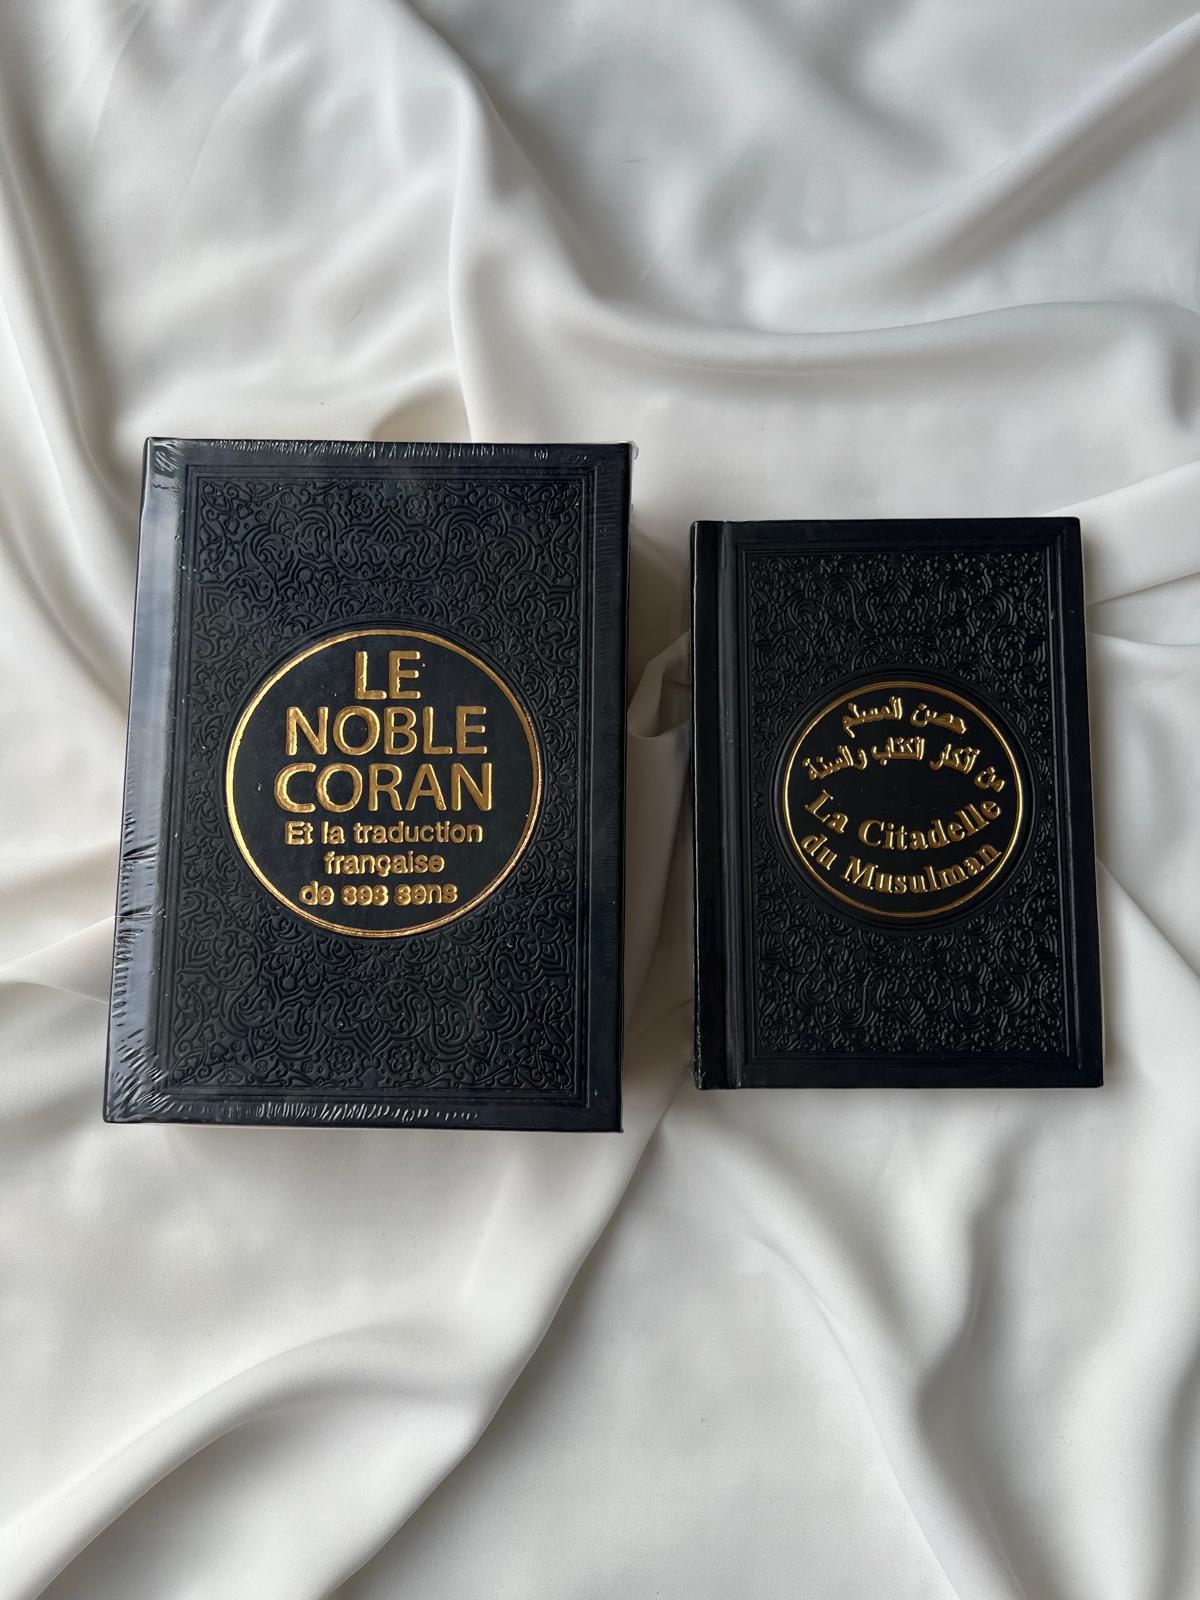 LE
NOBLE
CORAN
Et la traduction
française
de ses sens
حصن المسلم
من أذكار الكتاب والسنة
La Citadelle
du Musulman